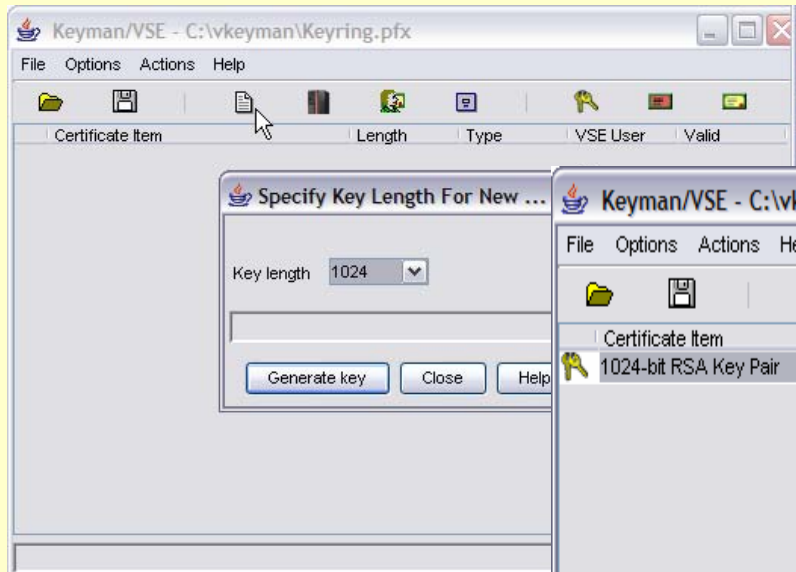 Keyman/VSE - C:\vkeyman\Keyring.pfx
File Options Actions Help
Certificate Item Length Type VSE User Valid
Specify Key Length For New ...
Key length 1024
Generate key Close Help
Keyman/VSE - C:\vk
File Options Actions He
Certificate Item
1024-bit RSA Key Pair